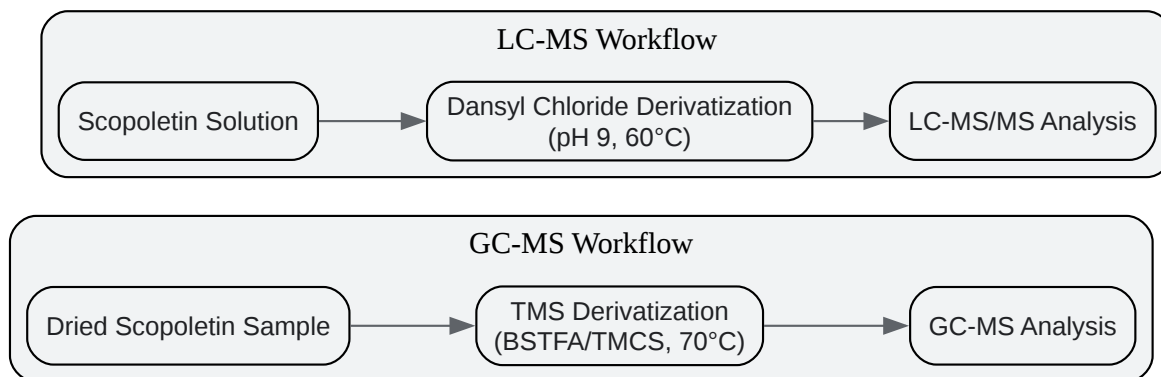 LC-MS Workflow
Scopoletin Solution
Dansyl Chloride Derivatization
(pH 9, 60°C)
LC-MS/MS Analysis
GC-MS Workflow
Dried Scopoletin Sample
TMS Derivatization
(BSTFA/TMCS, 70°C)
GC-MS Analysis